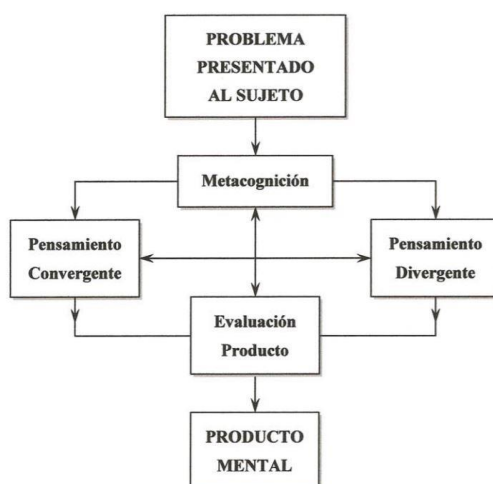 PROBLEMA
PRESENTADO
AL SUJETO
Metacognición
Pensamiento
Convergente
Pensamiento
Divergente
Evaluación
Producto
PRODUCTO
MENTAL